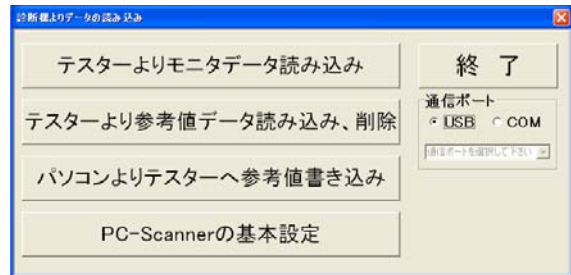 診断機よりデータの読み込み
テスターよりモニタデータ読み込み
終 了
テスターより参考値データ読み込み、削除
通信ポート
USB
COM
通信ポートを選択して下さい
パソコンよりテスターへ参考値書き込み
PC-Scannerの基本設定